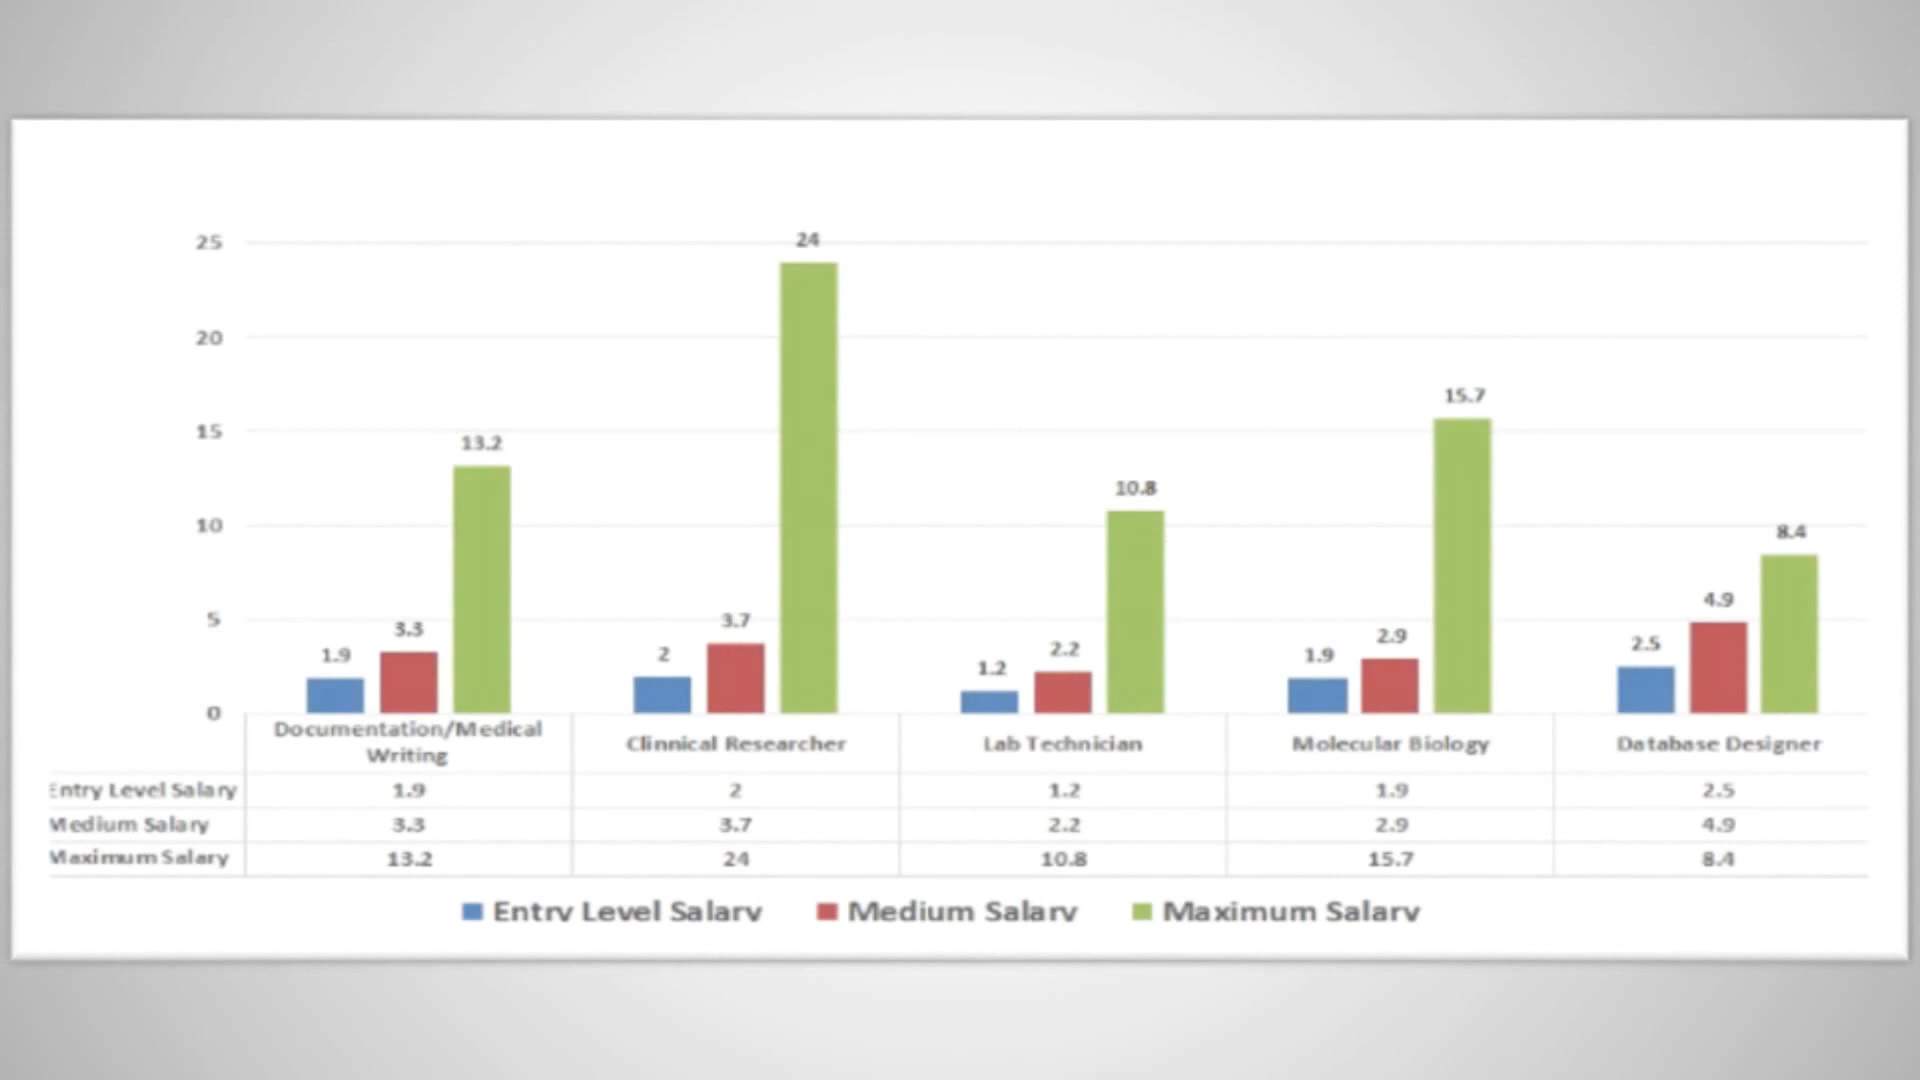 24
25
20
15.7
15
13.2
10.8
10
8.4
4.9
3.7
5
3.3
2.9
2.5
2.2
1.9
2
1.2
1.9
0
Documentation/Medical
Writing
Clinnical Researcher
Lab Technician
Molecular Biology
Database Designer
Entry Level Salary 1.9 2 1.2 1.9 2.5
Medium Salary 3.3 3.7 2.2 2.9 4.9
Maximum Salary 13.2 24 10.8 15.7 8.4
Entry Level Salary Medium Salary Maximum Salary